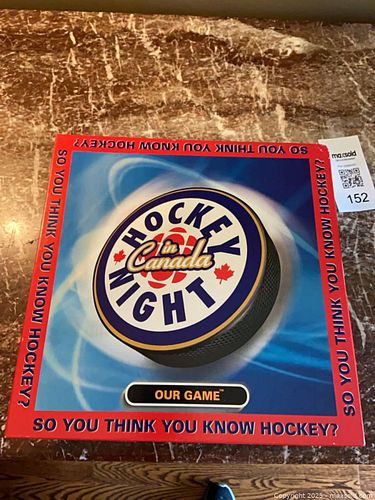 SO YOU THINK YOU KNOW HOCKEY?
SO YOU THINK YOU KNOW HOCKEY?
SO YOU THINK YOU KNOW HOCKEY?
maxsold
152
HOCKEY
in
Canada
NIGHT
OUR GAME™
SO YOU THINK YOU KNOW HOCKEY?
Copyright 2025 - maxsold.com